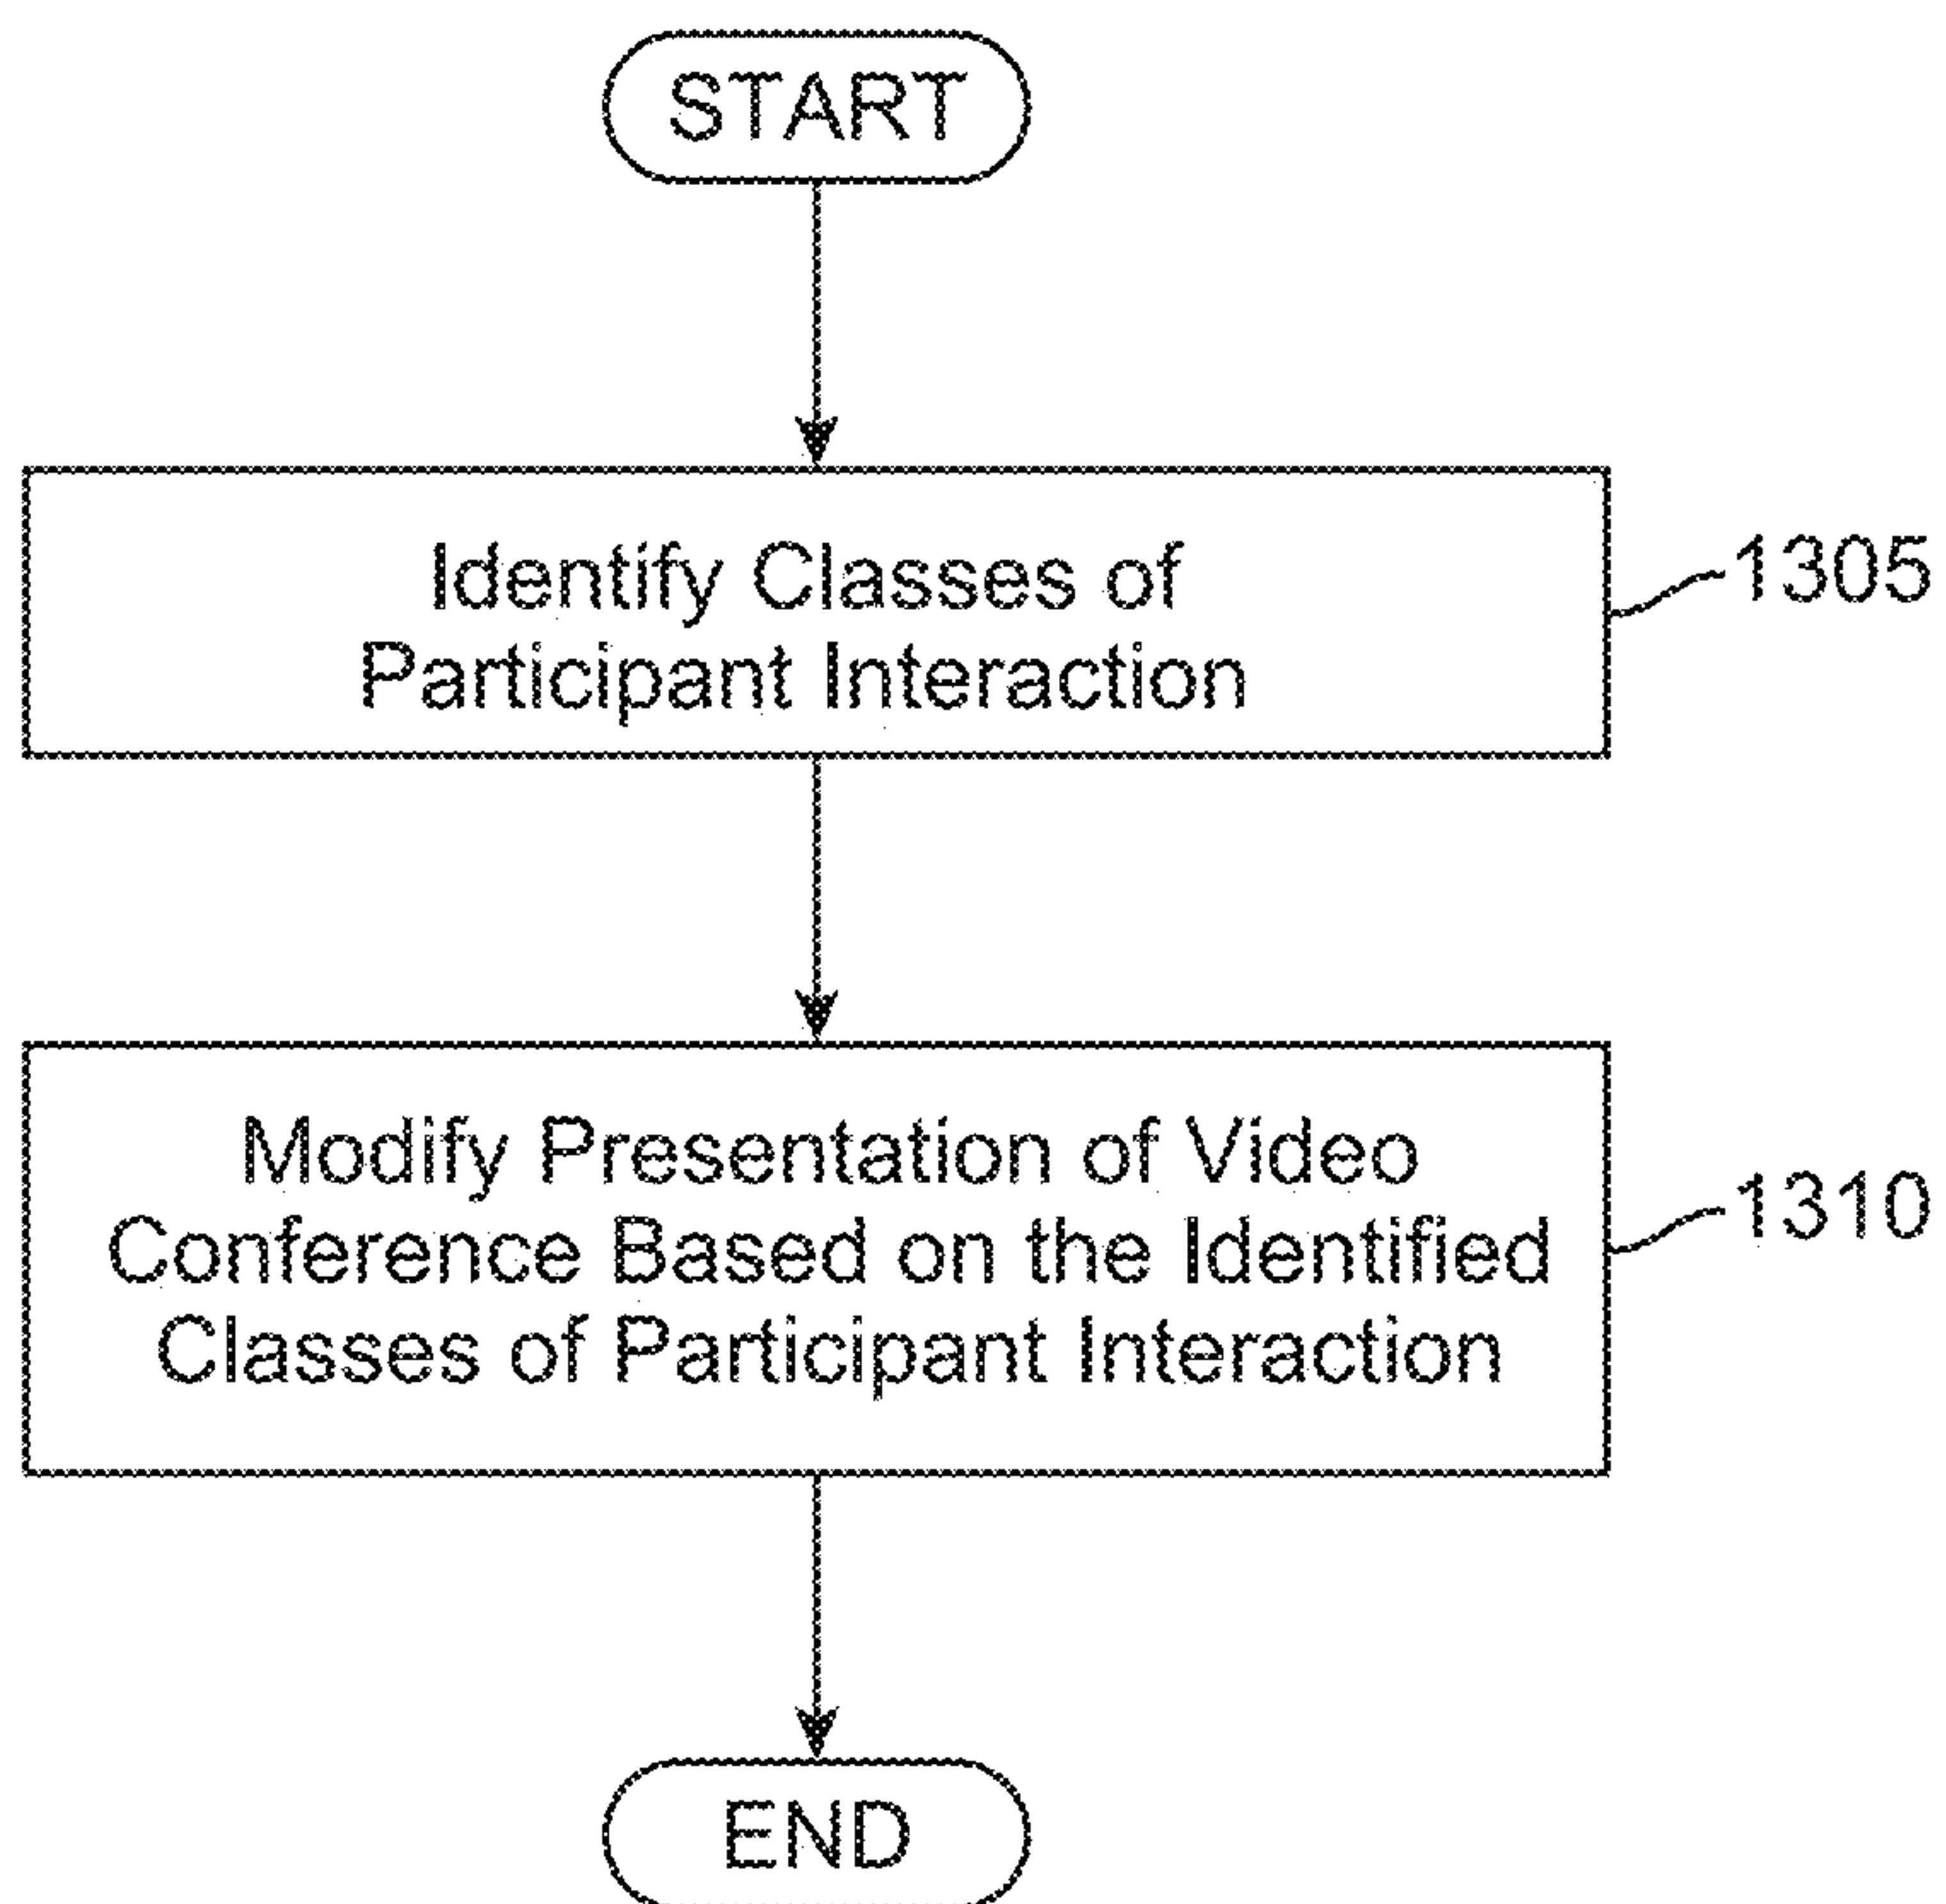 START
Identify Classes of
Participant Interaction
1305
Modify Presentation of Video
Conference Based on the Identified
Classes of Participant Interaction
1310
END